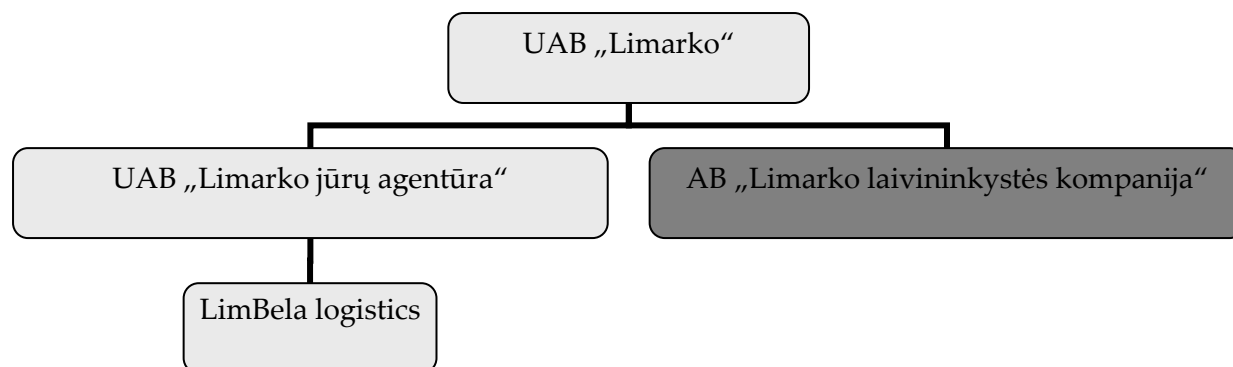 UAB „Limarko“
UAB „Limarko jūrų agentūra“
AB „Limarko laivininkystės kompanija“
LimBela logistics